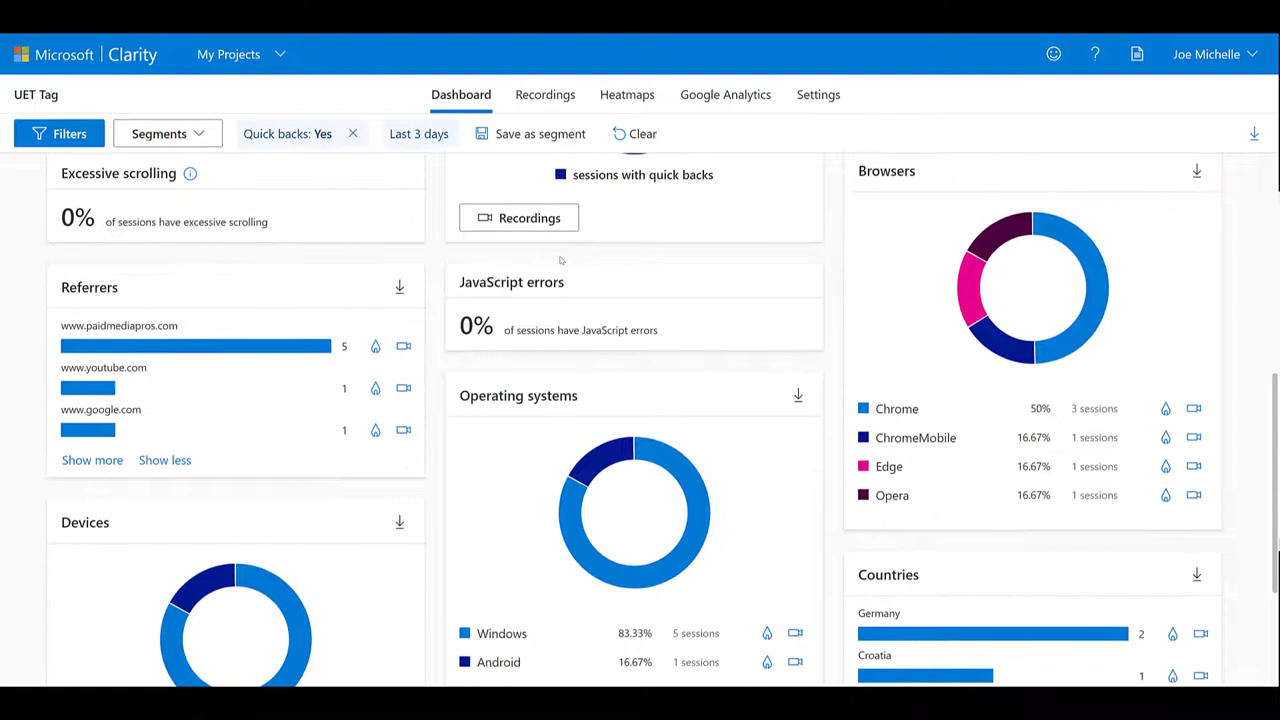 Microsoft | Clarity My Projects Joe Michelle
UET Tag Dashboard Recordings Heatmaps Google Analytics Settings
Filters Segments Quick backs: Yes Last 3 days Save as segment Clear
Excessive scrolling
0% of sessions have excessive scrolling
Referrers
www.paidmediapros.com
5
www.youtube.com
1
www.google.com
1
Show more Show less
Devices
sessions with quick backs
Recordings
JavaScript errors
0% of sessions have JavaScript errors
Operating systems
Windows 83.33% 5 sessions
Android 16.67% 1 sessions
Browsers
Chrome 50% 3 sessions
ChromeMobile 16.67% 1 sessions
Edge 16.67% 1 sessions
Opera 16.67% 1 sessions
Countries
Germany
2
Croatia
1